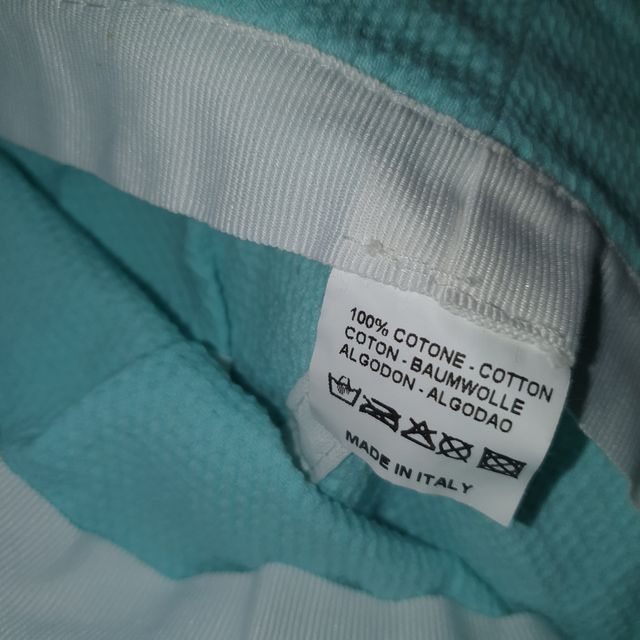 100% COTONE - COTTON
COTON - BAUMWOLLE
ALGODON - ALGODAO
MADE IN ITALY